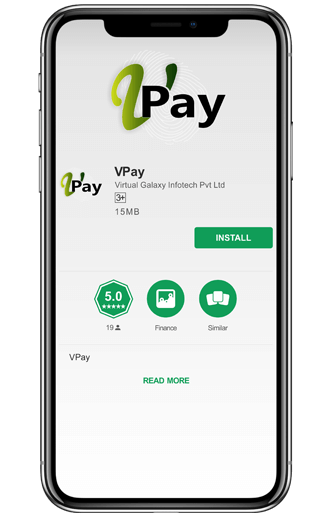 VPay
VPay
VPay
Virtual Galaxy Infotech Pvt Ltd
3+
15MB
INSTALL
5.0
19
Finance
Similar
VPay
READ MORE